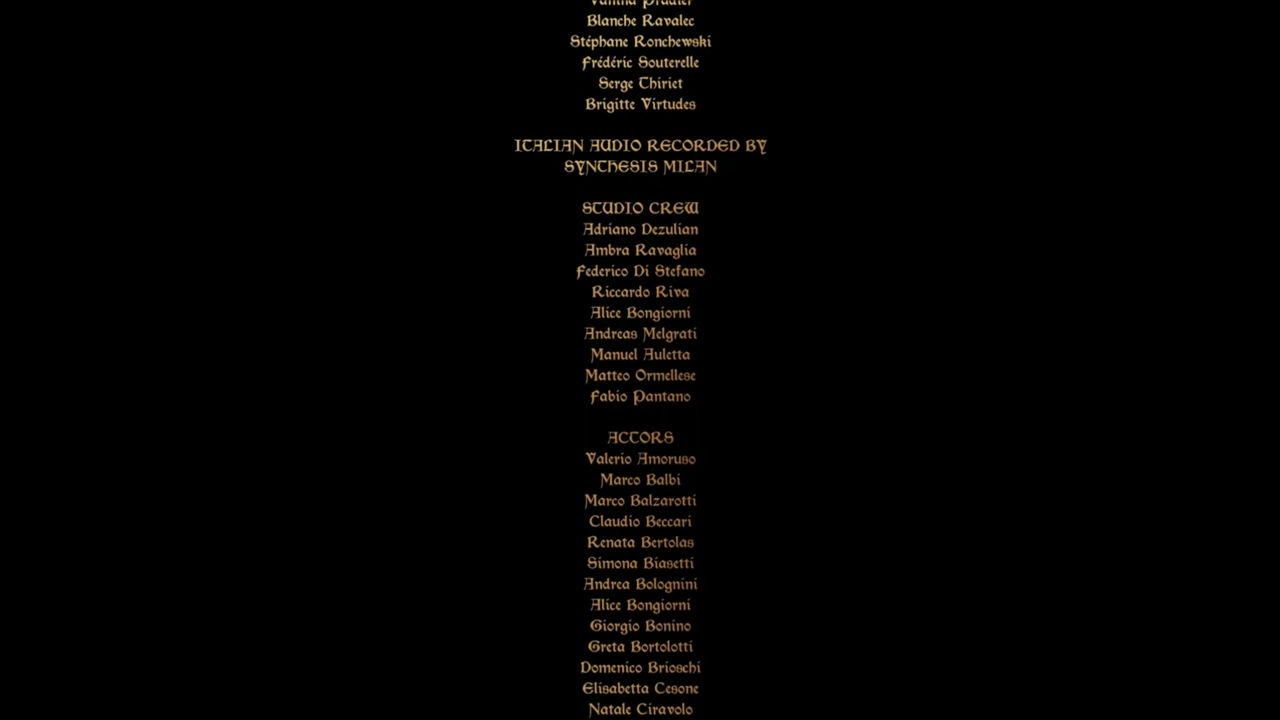 Blanche Ravalec
Stéphane Ronchewski
Frédéric Souterelle
Serge Thiriet
Brigitte Virtudes
ITALIAN AUDIO RECORDED BY
SYNTHESIS MILAN
STUDIO CREW
Adriano Dezulian
Ambra Ravaglia
Federico Di Stefano
Riccardo Riva
Alice Bongiorni
Andreas Melgrati
Manuel Auletta
Matteo Ormellese
Fabio Pantano
ACTORS
Valerio Amoruso
Marco Balbi
Marco Balzarotti
Claudio Beccari
Renata Bertolas
Simona Biasetti
Andrea Bolognini
Alice Bongiorni
Giorgio Bonino
Greta Bortolotti
Domenico Brioschi
Elisabetta Cesone
Natale Ciravolo